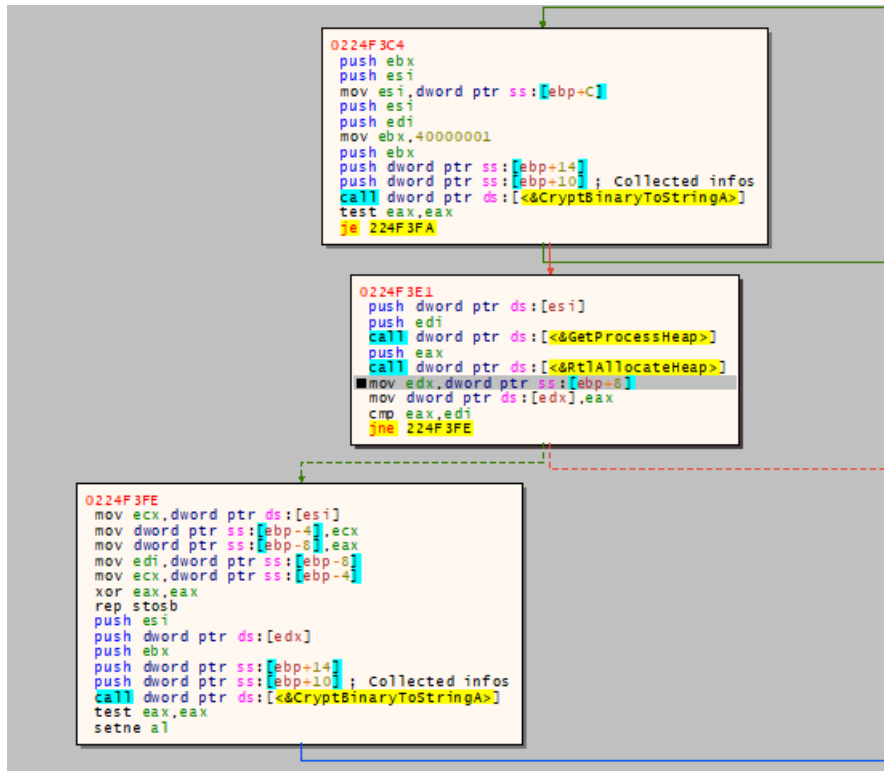 0224F3C4
push ebx
push esi
mov esi,dword ptr ss:[ebp+C]
push esi
push edi
mov ebx,40000001
push ebx
push dword ptr ss:[ebp+14]
push dword ptr ss:[ebp+10] ; Collected infos
call dword ptr ds:[<&CryptBinaryToStringA>]
test eax,eax
je 224F3FA
0224F3E1
push dword ptr ds:[esi]
push edi
call dword ptr ds:[<&GetProcessHeap>]
push eax
call dword ptr ds:[<&RtlAllocateHeap>]
mov edx,dword ptr ss:[ebp+8]
mov dword ptr ds:[edx],eax
cmp eax,edi
jne 224F3FE
0224F3FE
mov ecx,dword ptr ds:[esi]
mov dword ptr ss:[ebp-4],ecx
mov dword ptr ss:[ebp-8],eax
mov edi,dword ptr ss:[ebp-8]
mov ecx,dword ptr ss:[ebp-4]
xor eax,eax
rep stosb
push esi
push dword ptr ds:[edx]
push ebx
push dword ptr ss:[ebp+14]
push dword ptr ss:[ebp+10] ; Collected infos
call dword ptr ds:[<&CryptBinaryToStringA>]
test eax,eax
setne al